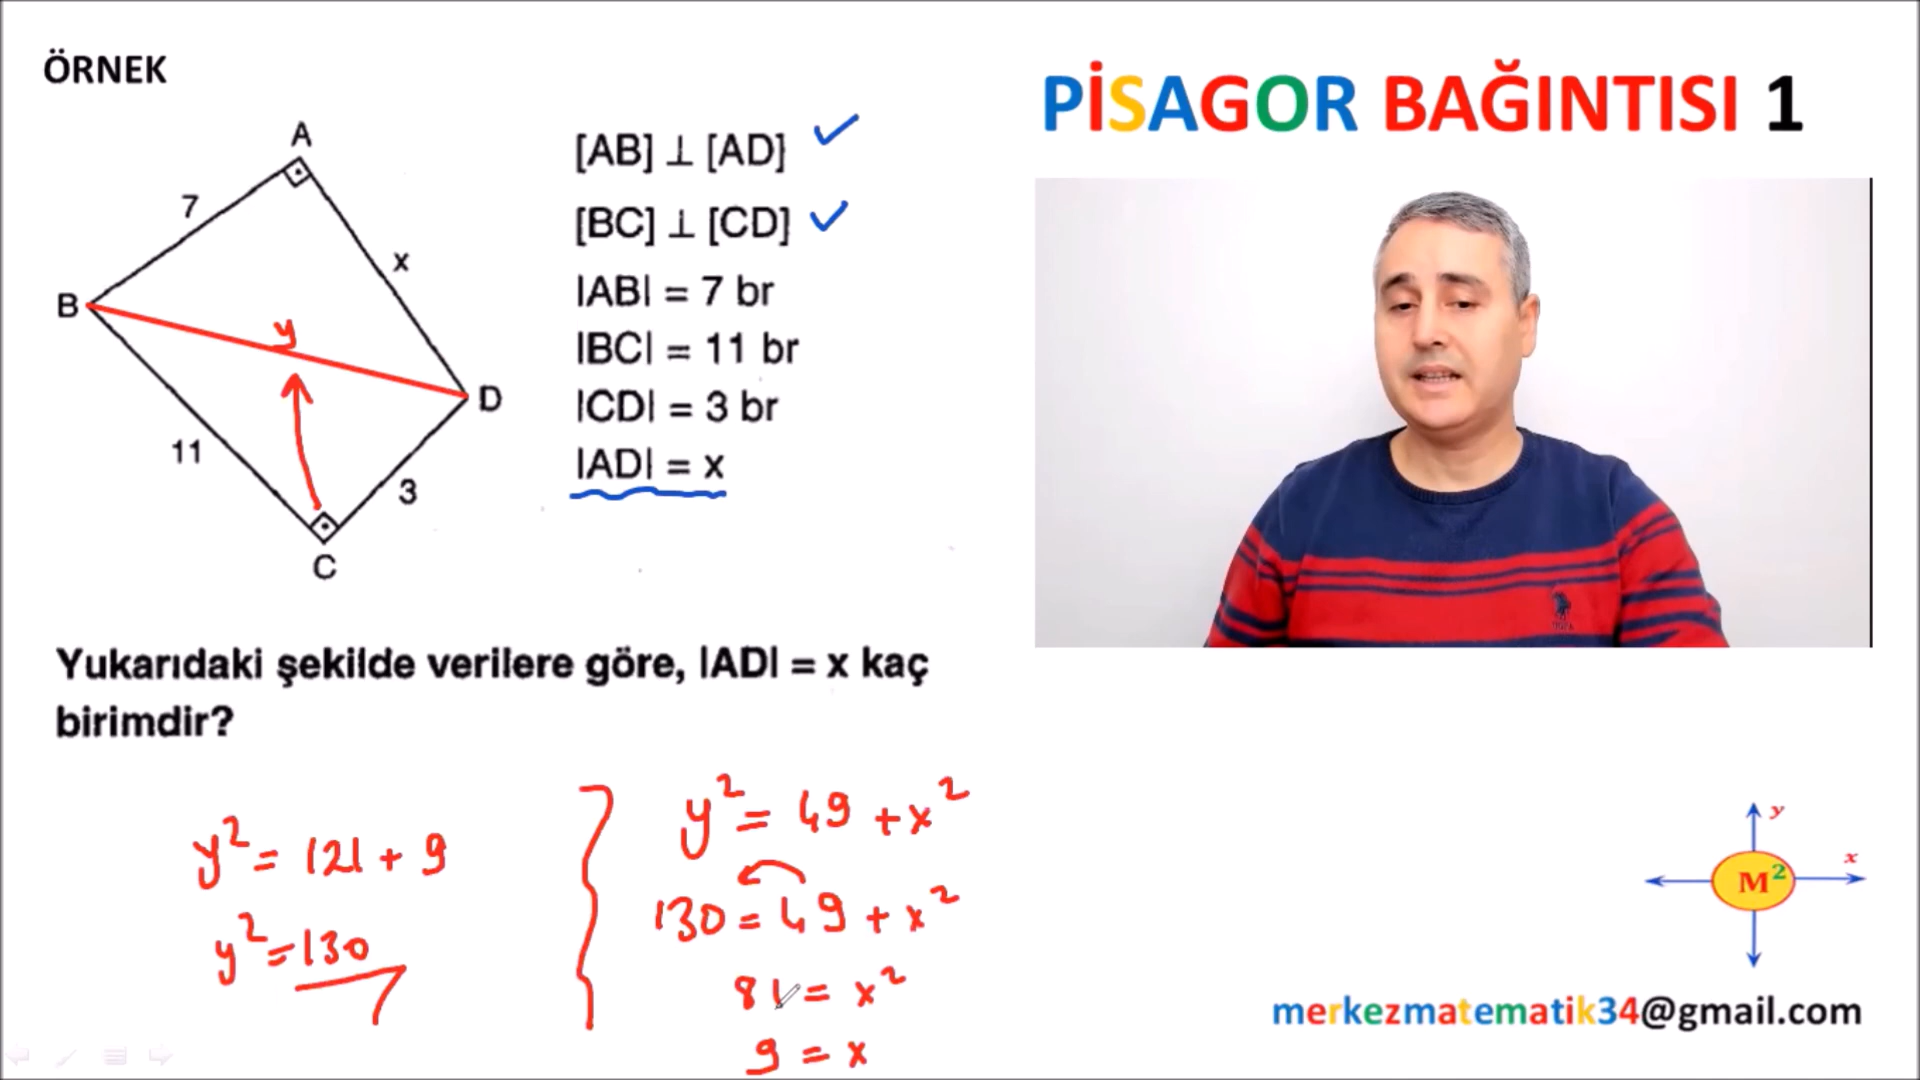 ÖRNEK
A
7
x
B
y
D
11
3
C
[AB] ⊥ [AD]
[BC] ⊥ [CD]
|AB| = 7 br
|BC| = 11 br
|CD| = 3 br
|AD| = x
Yukarıdaki şekilde verilere göre, |AD| = x kaç
birimdir?
y² = 121 + 9
y² = 130
y² = 49 + x²
130 = 49 + x²
81 = x²
9 = x
PİSAGOR BAĞINTISI 1
y
x
M²
merkezmatematik34@gmail.com